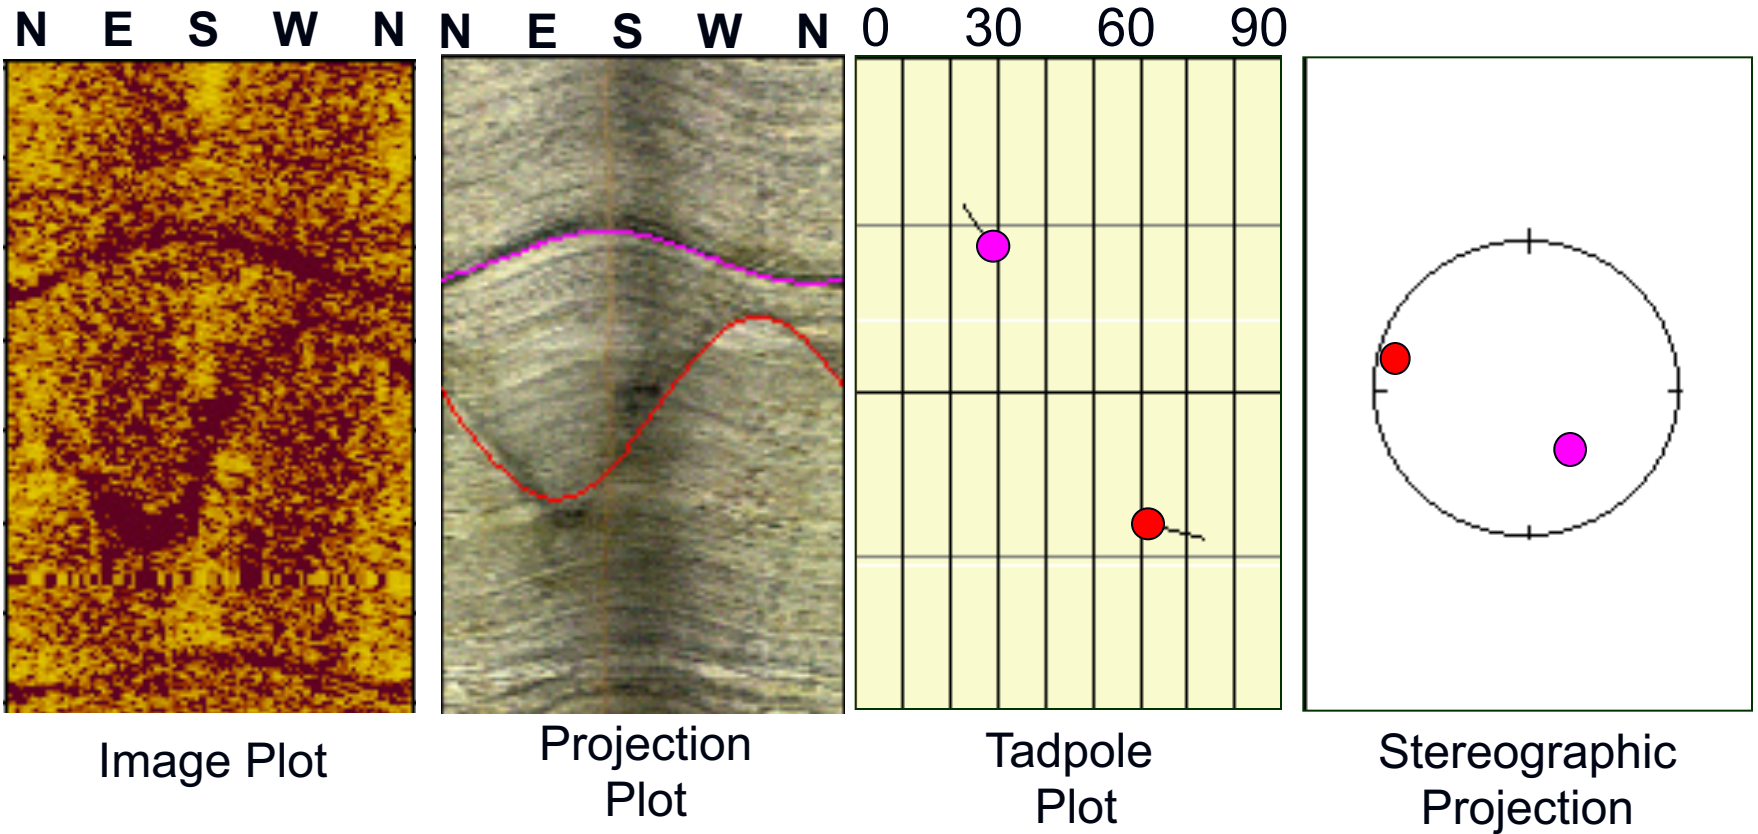 N E S W N
N E S W N
0 30 60 90
Image Plot
Projection
Plot
Tadpole
Plot
Stereographic
Projection